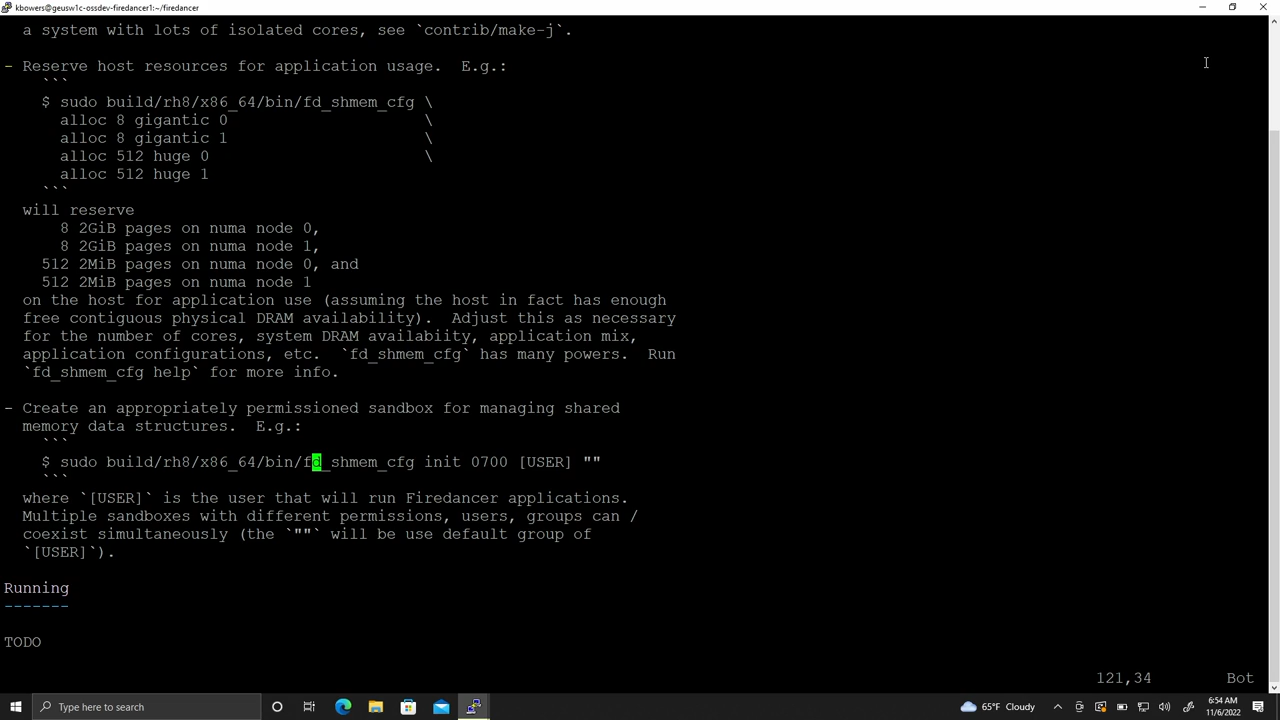 kbowers@geusw1c-ossdev-firedancer1:~/firedancer
a system with lots of isolated cores, see `contrib/make-j`.
- Reserve host resources for application usage.  E.g.:
```
$ sudo build/rh8/x86_64/bin/fd_shmem_cfg \
alloc 8 gigantic 0 \
alloc 8 gigantic 1
alloc 512 huge 0 \
alloc 512 huge 1
```
will reserve
8 2GiB pages on numa node 0,
8 2GiB pages on numa node 1,
512 2MiB pages on numa node 0, and
512 2MiB pages on numa node 1
on the host for application use (assuming the host in fact has enough
free contiguous physical DRAM availability).  Adjust this as necessary
for the number of cores, system DRAM availabiity, application mix,
application configurations, etc.  `fd_shmem_cfg` has many powers.  Run
`fd_shmem_cfg help` for more info.
- Create an appropriately permissioned sandbox for managing shared
memory data structures.  E.g.:
```
$ sudo build/rh8/x86_64/bin/fd_shmem_cfg init 0700 [USER] ""
```
where `[USER]` is the user that will run Firedancer applications.
Multiple sandboxes with different permissions, users, groups can /
coexist simultaneously (the `""` will be use default group of
`[USER]`).
Running
-------
TODO
121,34 Bot
Type here to search
65°F Cloudy
6:54 AM
11/6/2022